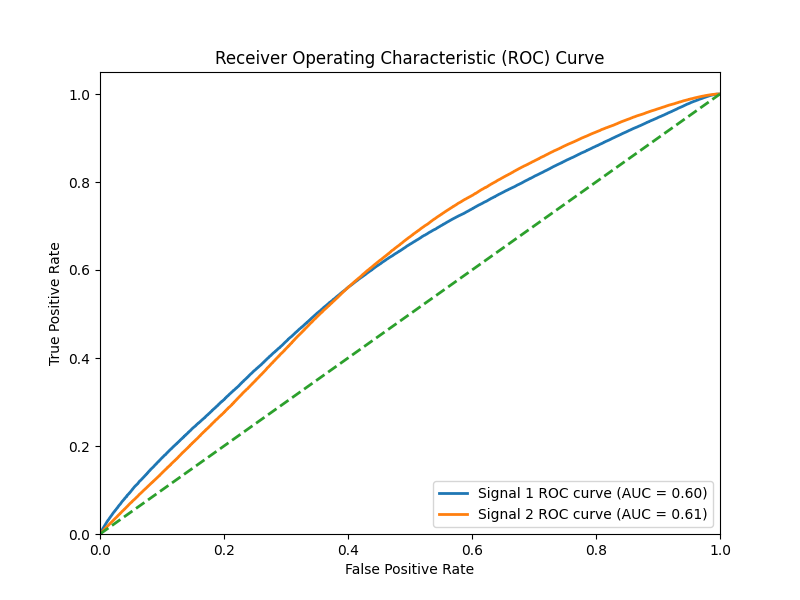 Receiver Operating Characteristic (ROC) Curve
True Positive Rate
1.0
0.8
0.6
0.4
0.2
0.0
0.0 0.2 0.4 0.6 0.8 1.0
False Positive Rate
Signal 1 ROC curve (AUC = 0.60)
Signal 2 ROC curve (AUC = 0.61)